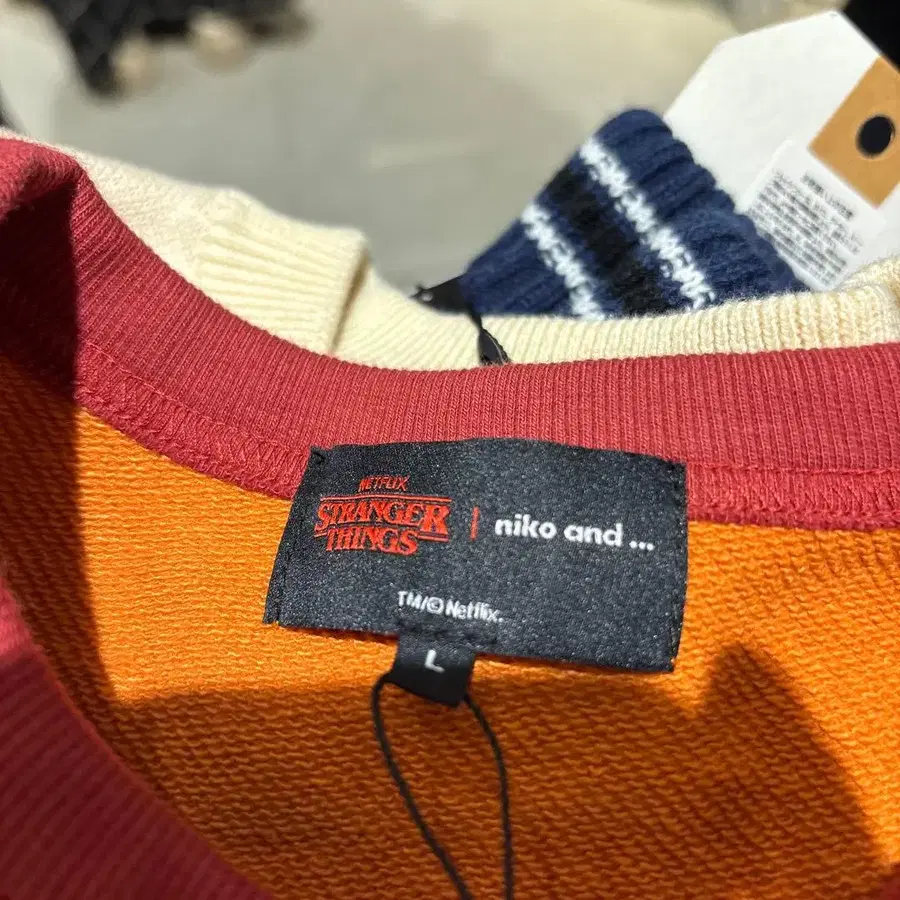 NETFLIX
STRANGER
THINGS
| niko and ...
TM/© Netflix.
L